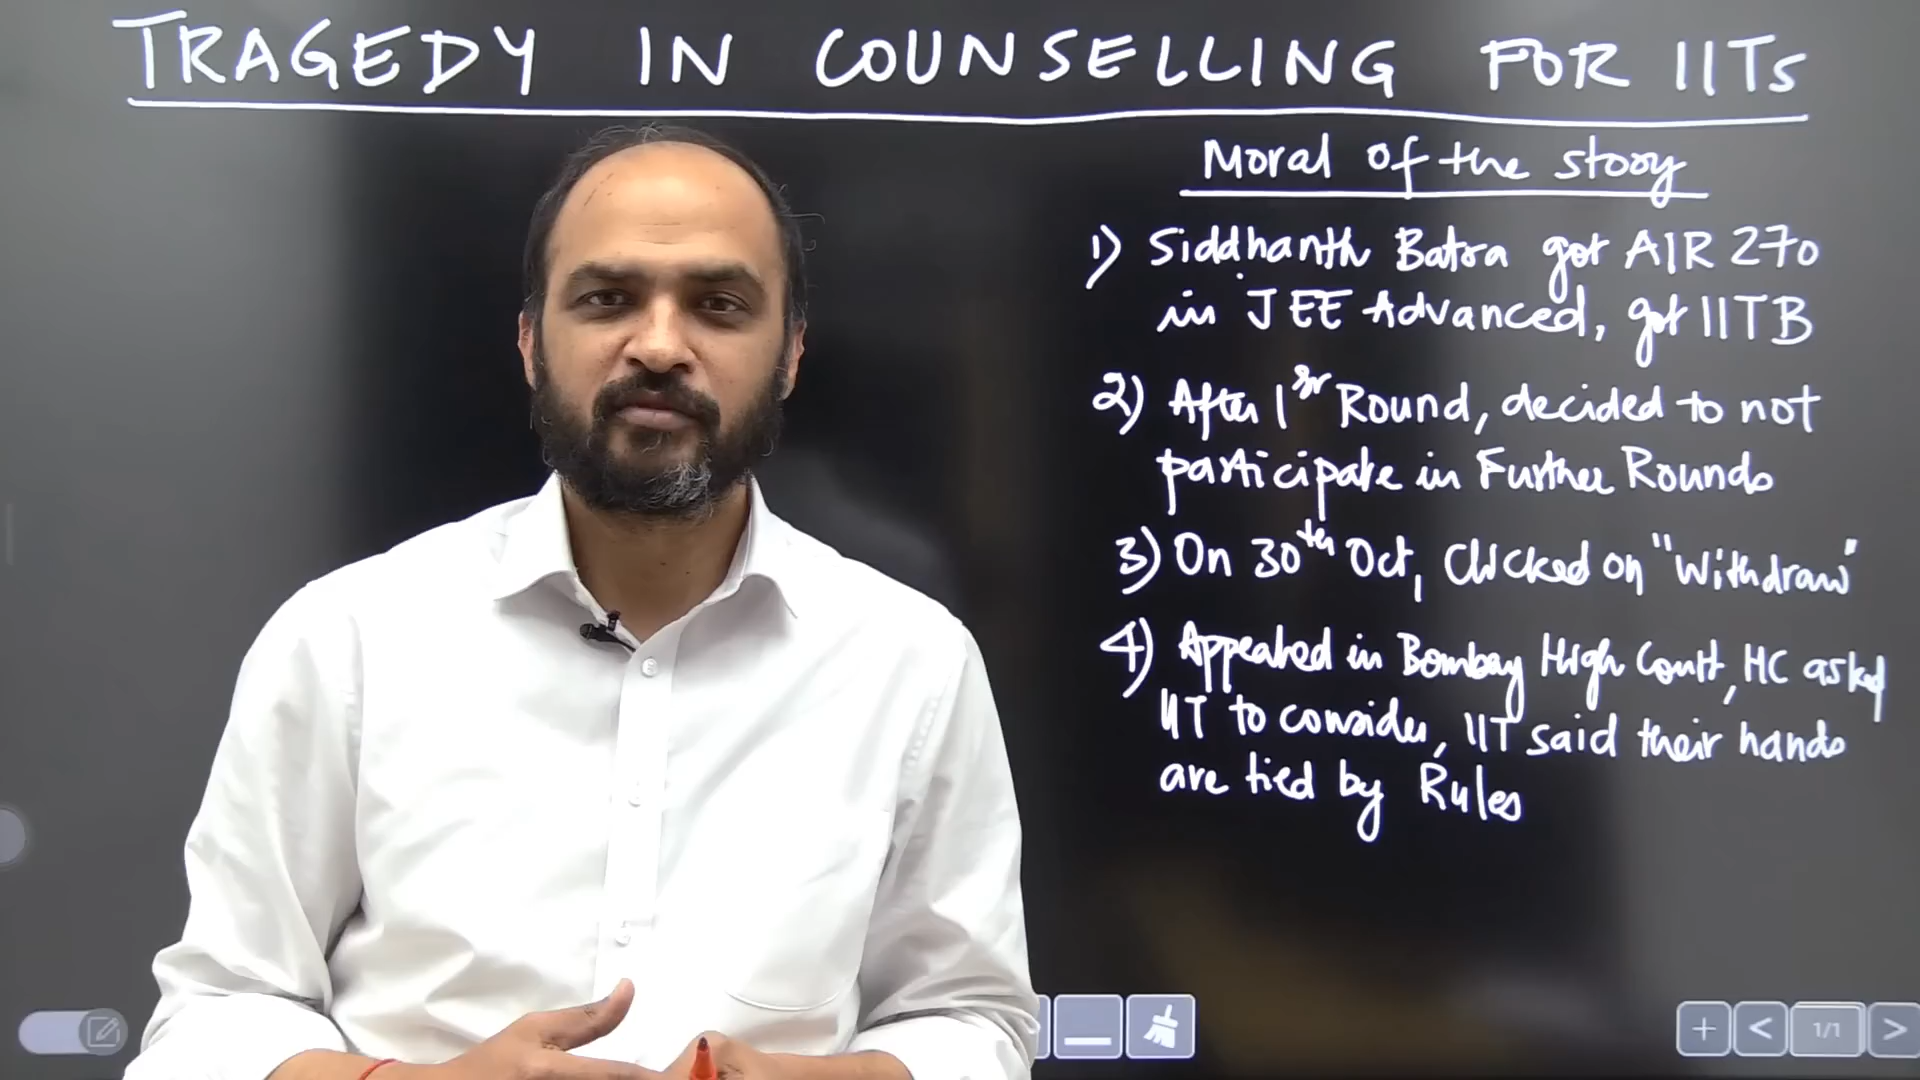 TRAGEDY IN COUNSELLING FOR IITs
Moral of the story
1) Siddhanth Batra got AIR 270
in JEE Advanced, got IITB
2) After 1st Round, decided to not
participate in Further Rounds
3) On 30th Oct, Clicked on "Withdraw"
4) Appealed in Bombay High Court, HC asked
IIT to consider, IIT said their hands
are tied by Rules
1/1